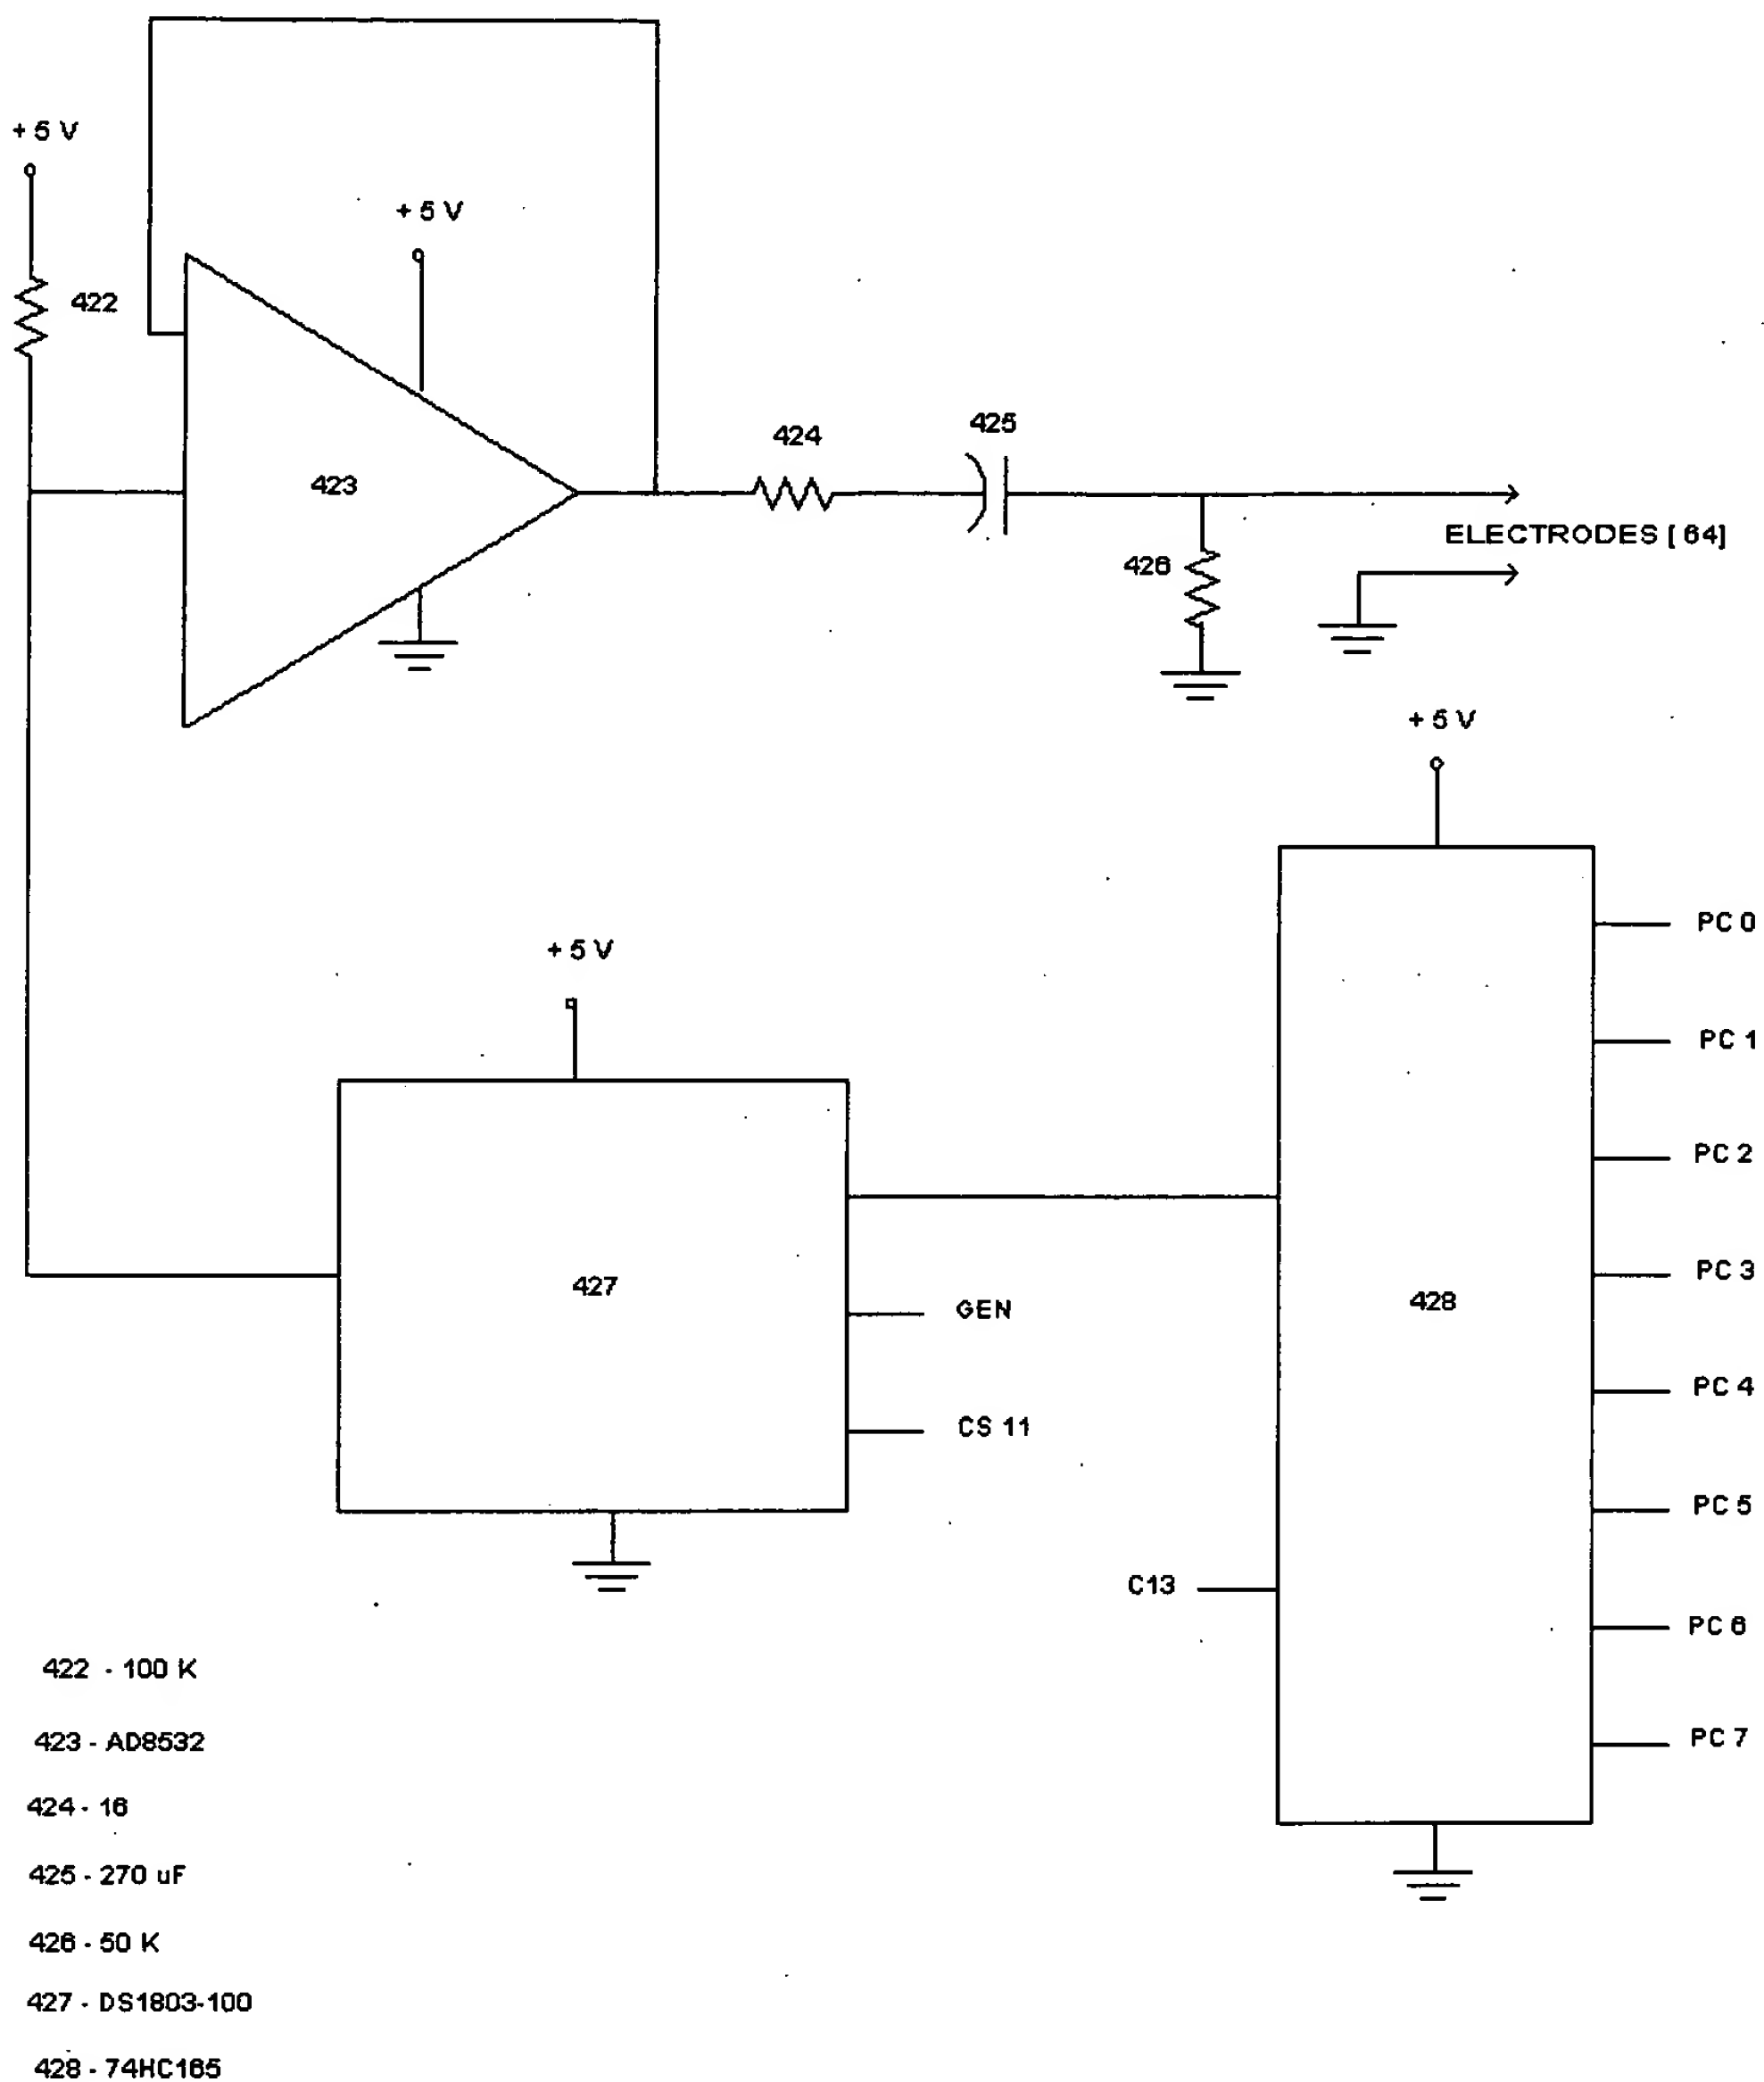 + 5 V
+ 5 V
422
423
424
425
ELECTRODES [ 64]
426
+ 5 V
PC 0
+ 5 V
PC 1
PC 2
427
GEN
PC 3
428
PC 4
CS 11
PC 5
C13
PC 6
PC 7
422 - 100 K
423 - AD8532
424 - 16
425 - 270 uF
426 - 50 K
427 - DS1803-100
428 - 74HC165